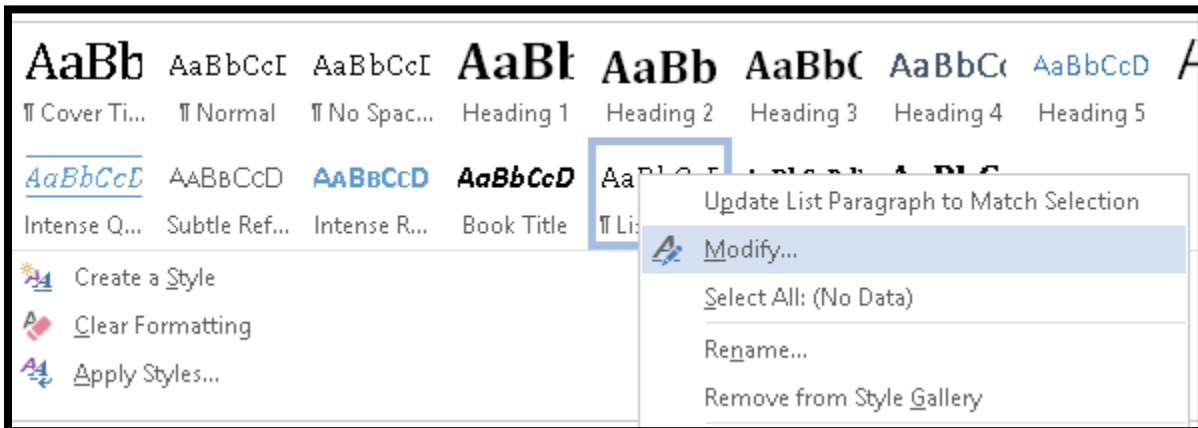 AaBb AaBbCcI AaBbCcI AaBb AaBb AaBb( AaBbC( AaBbCcD
¶ Cover Ti... ¶ Normal ¶ No Spac... Heading 1 Heading 2 Heading 3 Heading 4 Heading 5
AaBbCcD AaBbCcD AaBbCcD AaBbCcD
Intense Q... Subtle Ref... Intense R... Book Title ¶ Li
Update List Paragraph to Match Selection
Modify...
Select All: (No Data)
Rename...
Remove from Style Gallery
Create a Style
Clear Formatting
Apply Styles...